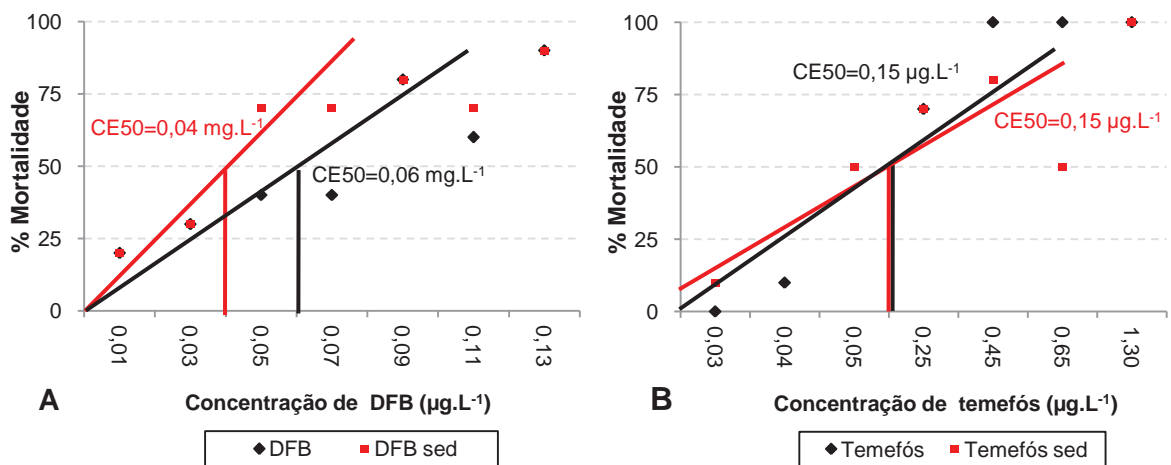 100
75
50
25
0
% Mortalidade
CE50=0,04 mg.L-1
CE50=0,06 mg.L-1
0,01
0,03
0,05
0,07
0,09
0,11
0,13
A
Concentração de DFB (µg.L-1)
DFB
DFB sed
100
75
50
25
0
% Mortalidade
CE50=0,15 µg.L-1
CE50=0,15 µg.L-1
0,03
0,04
0,05
0,25
0,45
0,65
1,30
B
Concentração de temefós (µg.L-1)
Temefós
Temefós sed